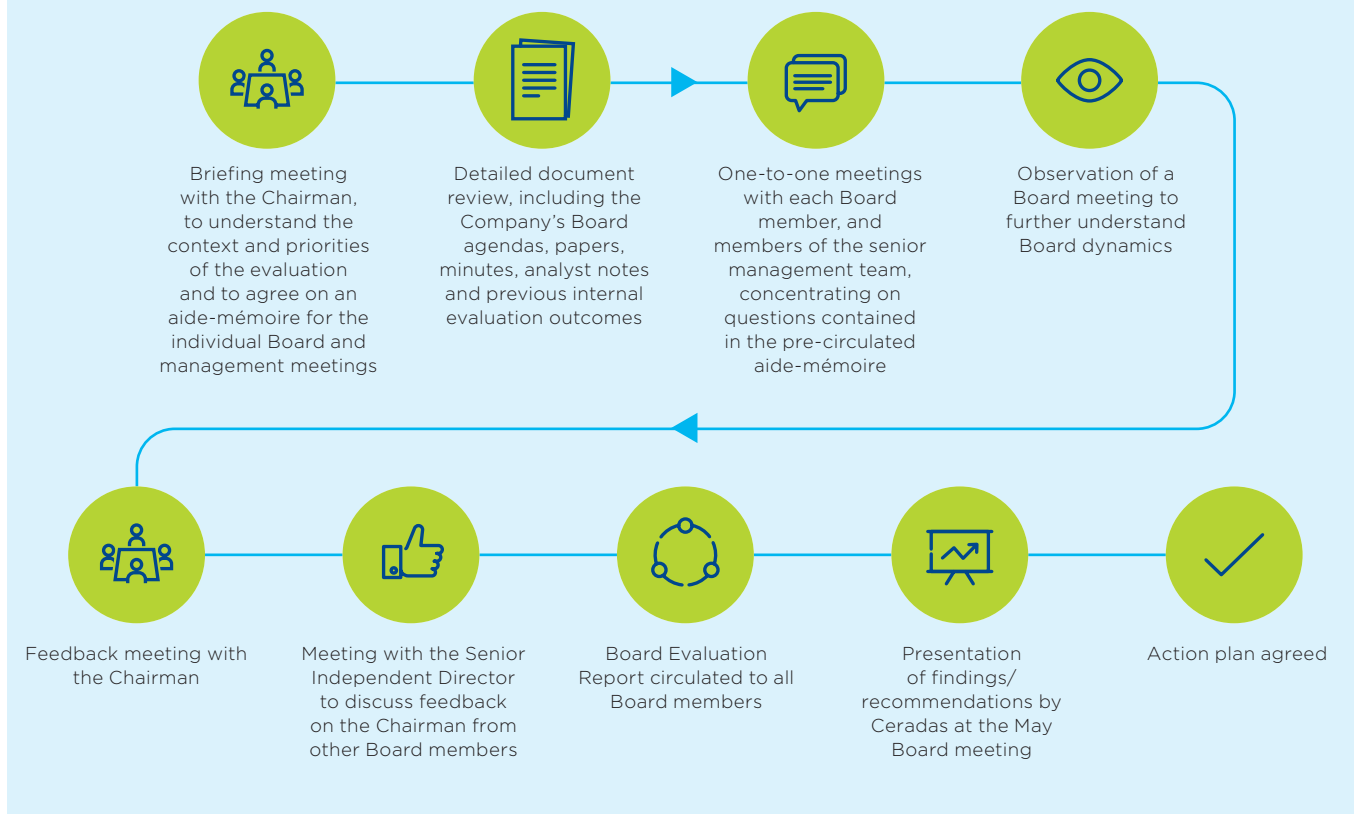 Briefing meeting
with the Chairman,
to understand the
context and priorities
of the evaluation
and to agree on an
aide-mémoire for the
individual Board and
management meetings
Detailed document
review, including the
Company’s Board
agendas, papers,
minutes, analyst notes
and previous internal
evaluation outcomes
One-to-one meetings
with each Board
member, and
members of the senior
management team,
concentrating on
questions contained
in the pre-circulated
aide-mémoire
Observation of a
Board meeting to
further understand
Board dynamics
Feedback meeting with
the Chairman
Meeting with the Senior
Independent Director
to discuss feedback
on the Chairman from
other Board members
Board Evaluation
Report circulated to all
Board members
Presentation
of findings/
recommendations by
Ceradas at the May
Board meeting
Action plan agreed